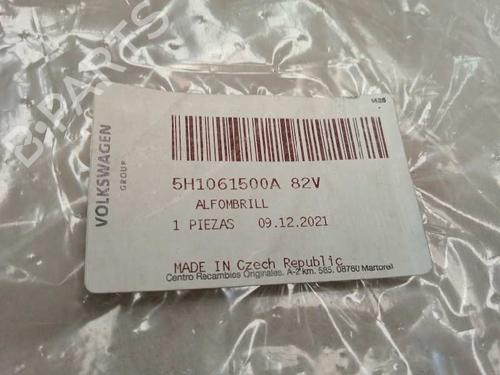 B-PARTS
VOLKSWAGEN
GROUP
5H1061500A 82V
ALFOMBRILL
1 PIEZAS 09.12.2021
MADE IN Czech Republic
Centro Recambios Originales. A-2 km. 585. 08760 Martorell